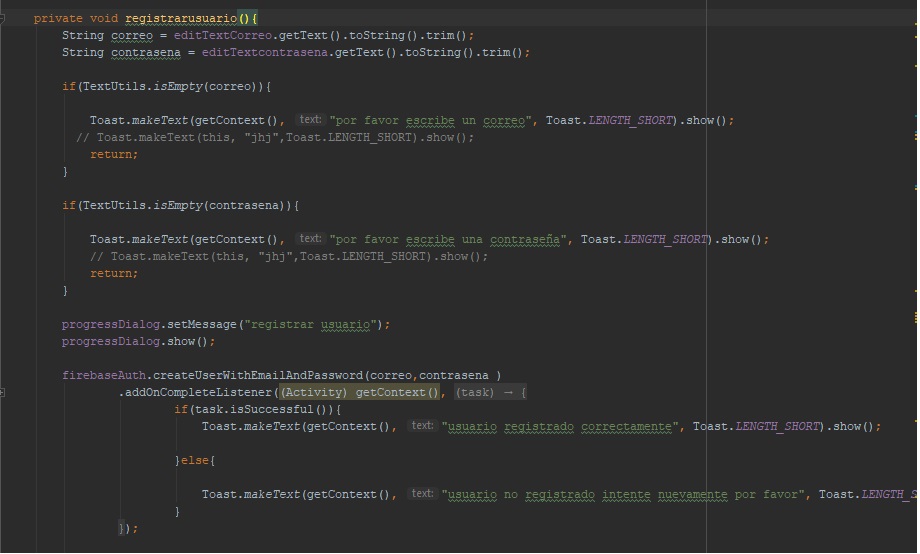 private void registrarusuario(){
String correo = editTextCorreo.getText().toString().trim();
String contrasena = editTextcontrasena.getText().toString().trim();
if(TextUtils.isEmpty(correo)){
Toast.makeText(getContext(), text: "por favor escribe un correo", Toast.LENGTH_SHORT).show();
// Toast.makeText(this, "jhj",Toast.LENGTH_SHORT).show();
return;
}
if(TextUtils.isEmpty(contrasena)){
Toast.makeText(getContext(), text: "por favor escribe una contraseña", Toast.LENGTH_SHORT).show();
// Toast.makeText(this, "jhj",Toast.LENGTH_SHORT).show();
return;
}
progressDialog.setMessage("registrar usuario");
progressDialog.show();
firebaseAuth.createUserWithEmailAndPassword(correo,contrasena )
.addOnCompleteListener((Activity) getContext(), (task) → {
if(task.isSuccessful()){
Toast.makeText(getContext(), text: "usuario registrado correctamente", Toast.LENGTH_SHORT).show();
}else{
Toast.makeText(getContext(), text: "usuario no registrado intente nuevamente por favor", Toast.LENGTH_S
}
});